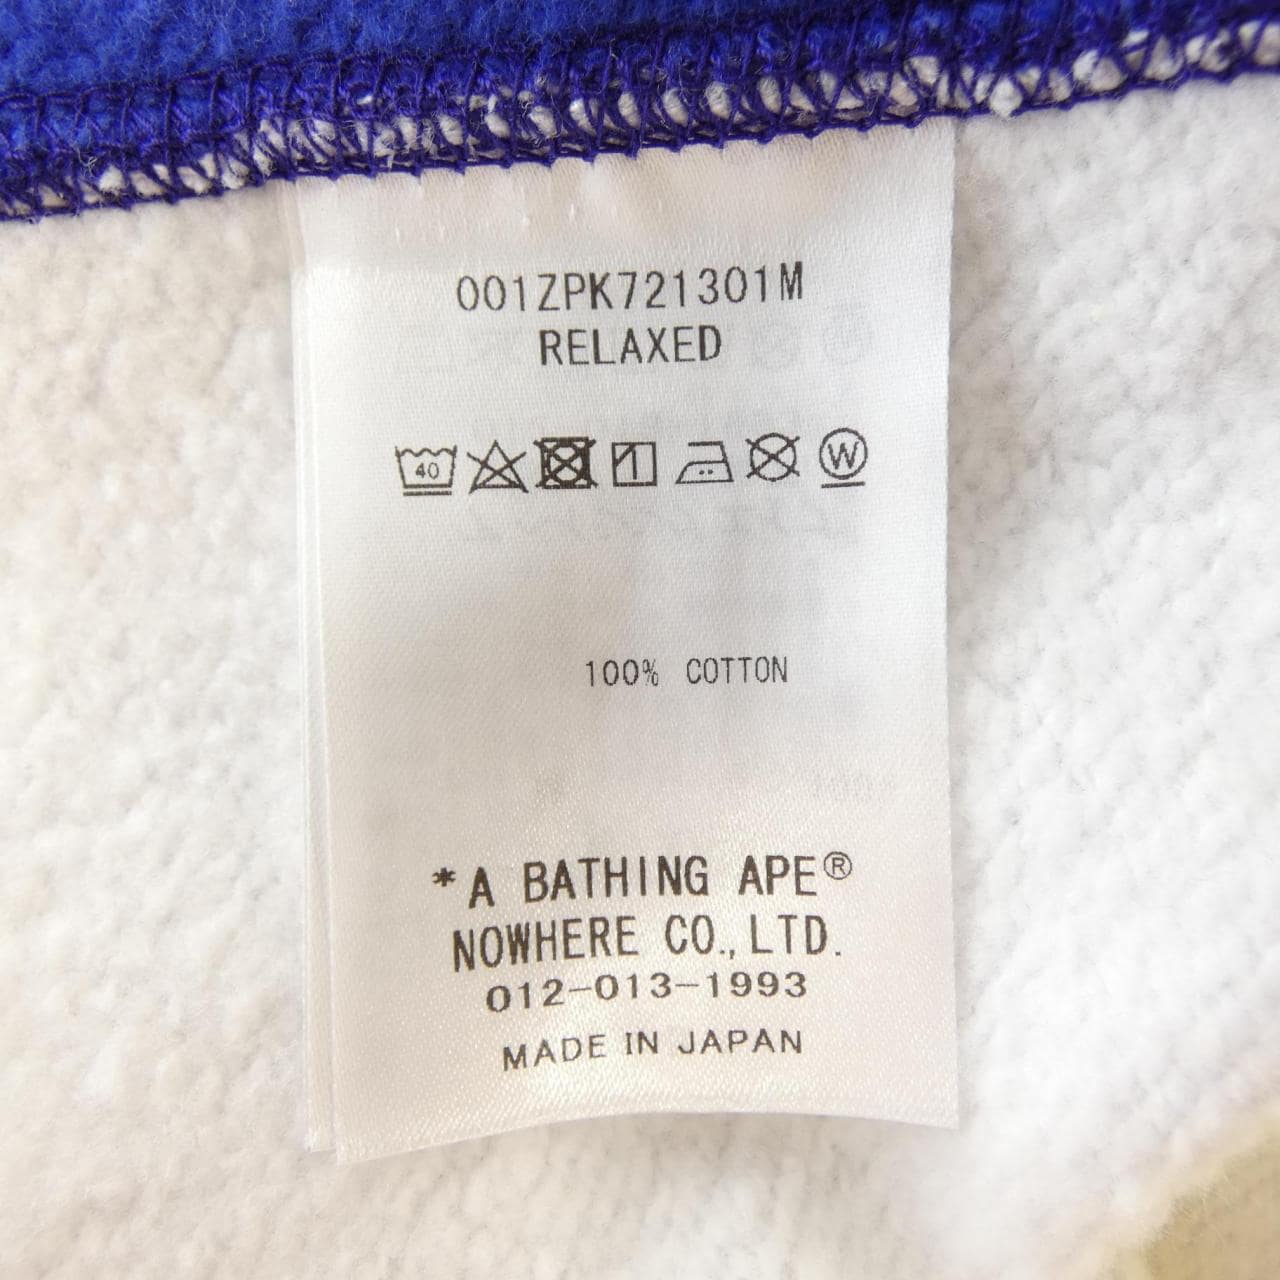 001ZPK721301M
RELAXED
40
W
100% COTTON
*A BATHING APE®
NOWHERE CO., LTD.
012-013-1993
MADE IN JAPAN